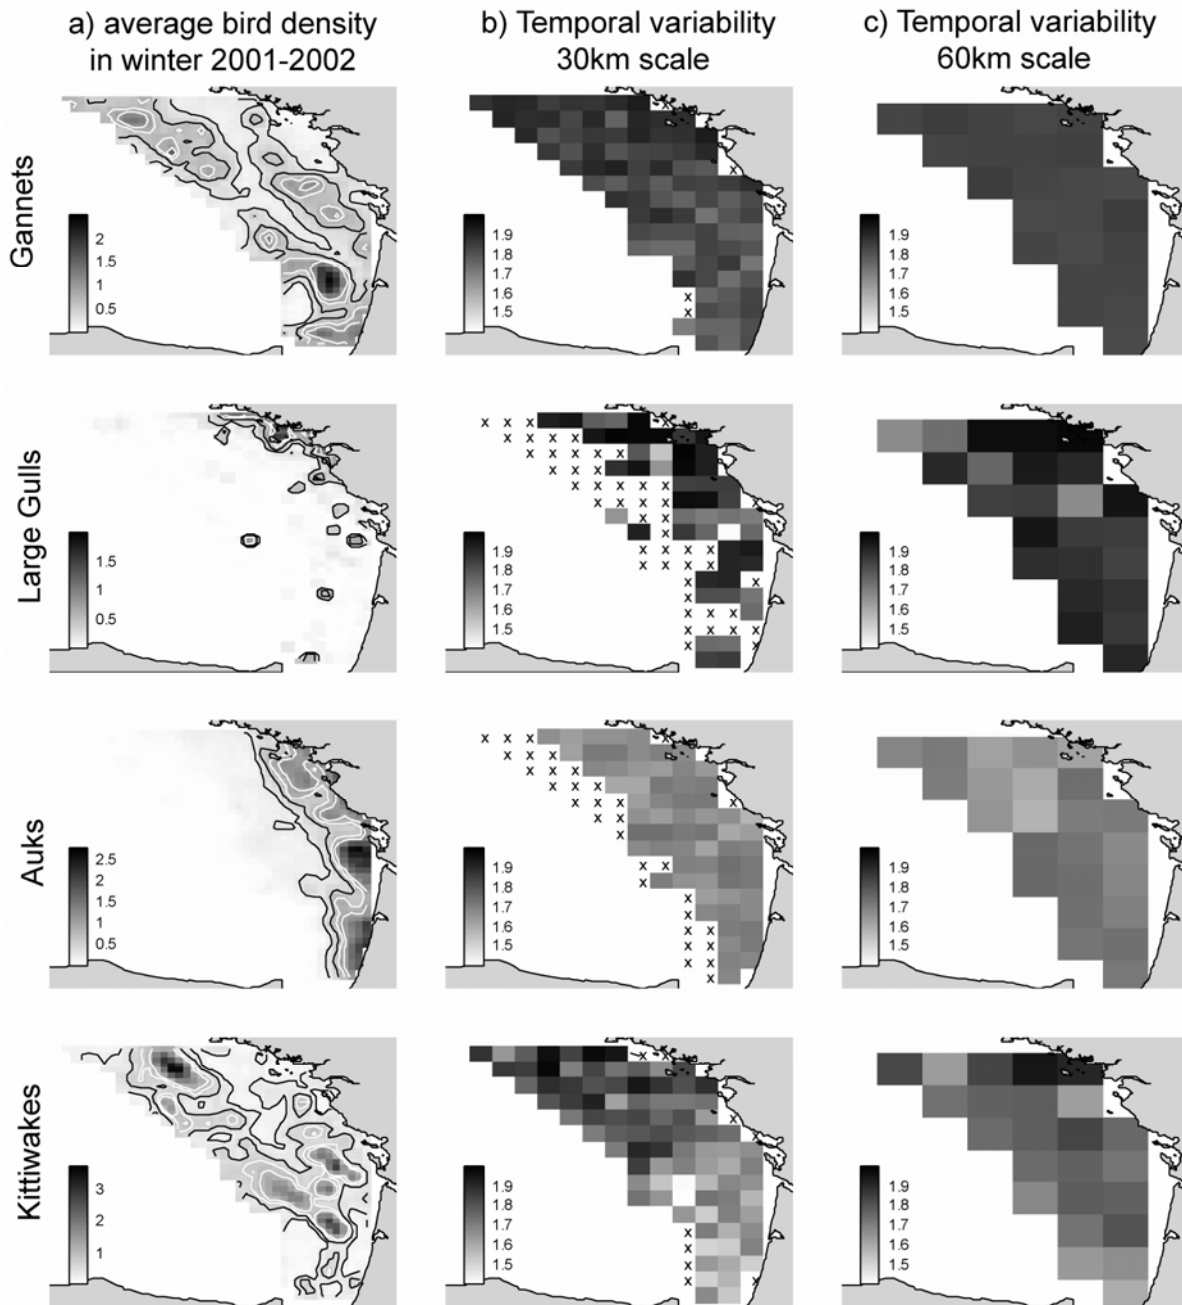 a) average bird density
in winter 2001-2002
b) Temporal variability
30km scale
c) Temporal variability
60km scale
Gannets
2
1.5
1
0.5
1.9
1.8
1.7
1.6
1.5
x
x
x
1.9
1.8
1.7
1.6
1.5
Large Gulls
1.5
1
0.5
x x x
x x x x
x x x x
x x x x
x x x x x
x x x x
x x
x
x x x x
x x x x
x
x x
x
x x x x
x x x x
x x
1.9
1.8
1.7
1.6
1.5
1.9
1.8
1.7
1.6
1.5
Auks
2.5
2
1.5
1
0.5
x x x
x x x
x x x
x x x x
x x x
x x
x
x x
x
x
x x
x x
x x
x x
1.9
1.8
1.7
1.6
1.5
1.9
1.8
1.7
1.6
1.5
Kittiwakes
3
2
1
x x
x
x
x
x
x
x x
1.9
1.8
1.7
1.6
1.5
1.9
1.8
1.7
1.6
1.5